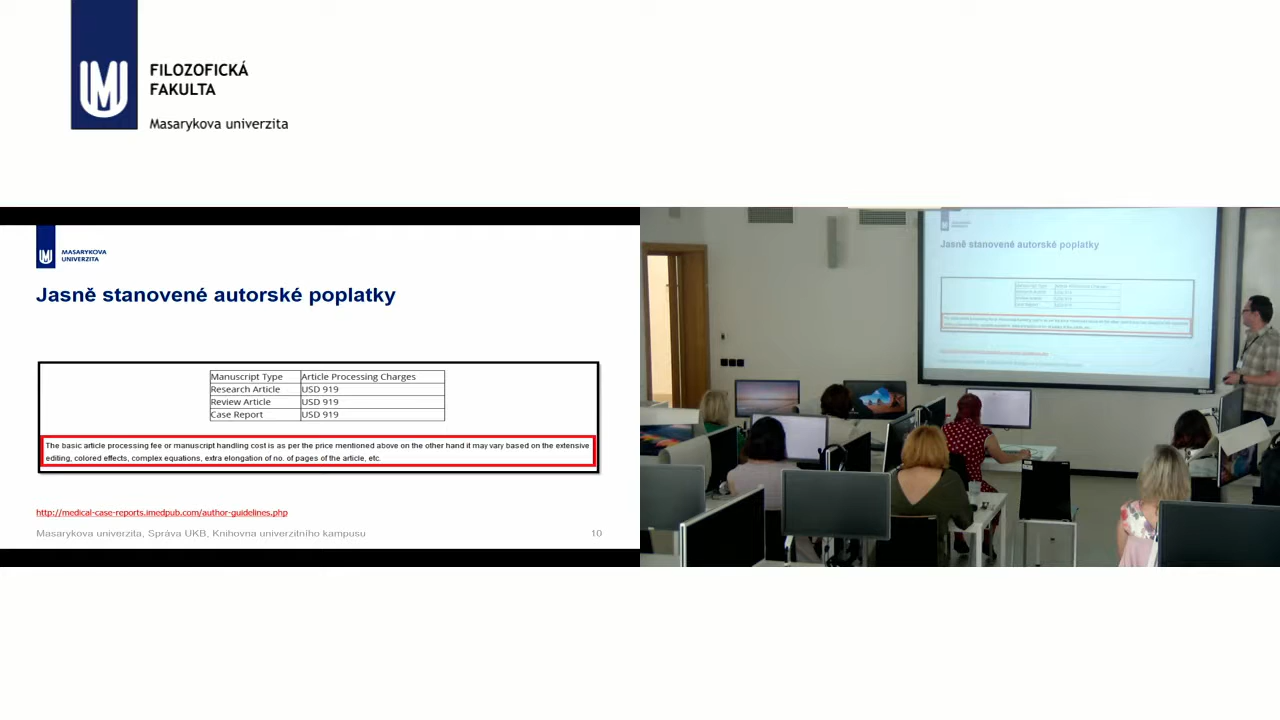 FILOZOFICKÁ
FAKULTA
Masarykova univerzita
MASARYKOVA
UNIVERZITA
Jasně stanovené autorské poplatky
Manuscript Type Article Processing Charges
Research Article USD 919
Review Article USD 919
Case Report USD 919
The basic article processing fee or manuscript handling cost is as per the price mentioned above on the other hand it may vary based on the extensive
editing, colored effects, complex equations, extra elongation of no. of pages of the article, etc.
http://medical-case-reports.imedpub.com/author-guidelines.php
Masarykova univerzita, Správa UKB, Knihovna univerzitního kampusu 10
Jasně stanovené autorské poplatky